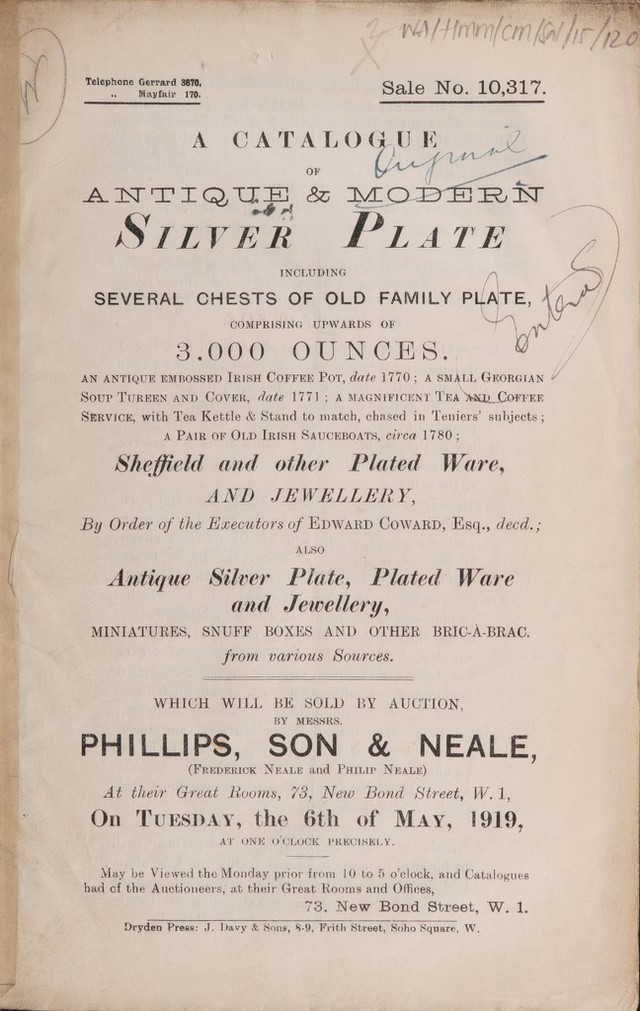 WA/Hmm/cm/Sal/15/120
Telephone Gerrard 3670.
„ Mayfair 170.
Sale No. 10,317.
A CATALOGUE
Original
OF
ANTIQUE & MODERN
SILVER PLATE
INCLUDING
SEVERAL CHESTS OF OLD FAMILY PLATE,
Entered
COMPRISING UPWARDS OF
3.000 OUNCES.
AN ANTIQUE EMBOSSED IRISH COFFEE POT, date 1770; A SMALL GEORGIAN
SOUP TUREEN AND COVER, date 1771; A MAGNIFICENT TEA AND COFFEE
SERVICE, with Tea Kettle & Stand to match, chased in Teniers' subjects;
A PAIR OF OLD IRISH SAUCEBOATS, circa 1780;
Sheffield and other Plated Ware,
AND JEWELLERY,
By Order of the Executors of EDWARD COWARD, Esq., decd.;
ALSO
Antique Silver Plate, Plated Ware
and Jewellery,
MINIATURES, SNUFF BOXES AND OTHER BRIC-À-BRAC.
from various Sources.
WHICH WILL BE SOLD BY AUCTION,
BY MESSRS.
PHILLIPS, SON & NEALE,
(FREDERICK NEALE and PHILIP NEALE)
At their Great Rooms, 73, New Bond Street, W. 1,
On TUESDAY, the 6th of MAY, 1919,
AT ONE O'CLOCK PRECISELY.
May be Viewed the Monday prior from 10 to 5 o'clock, and Catalogues
had of the Auctioneers, at their Great Rooms and Offices,
73, New Bond Street, W. 1.
Dryden Press: J. Davy & Sons, 8-9, Frith Street, Soho Square, W.